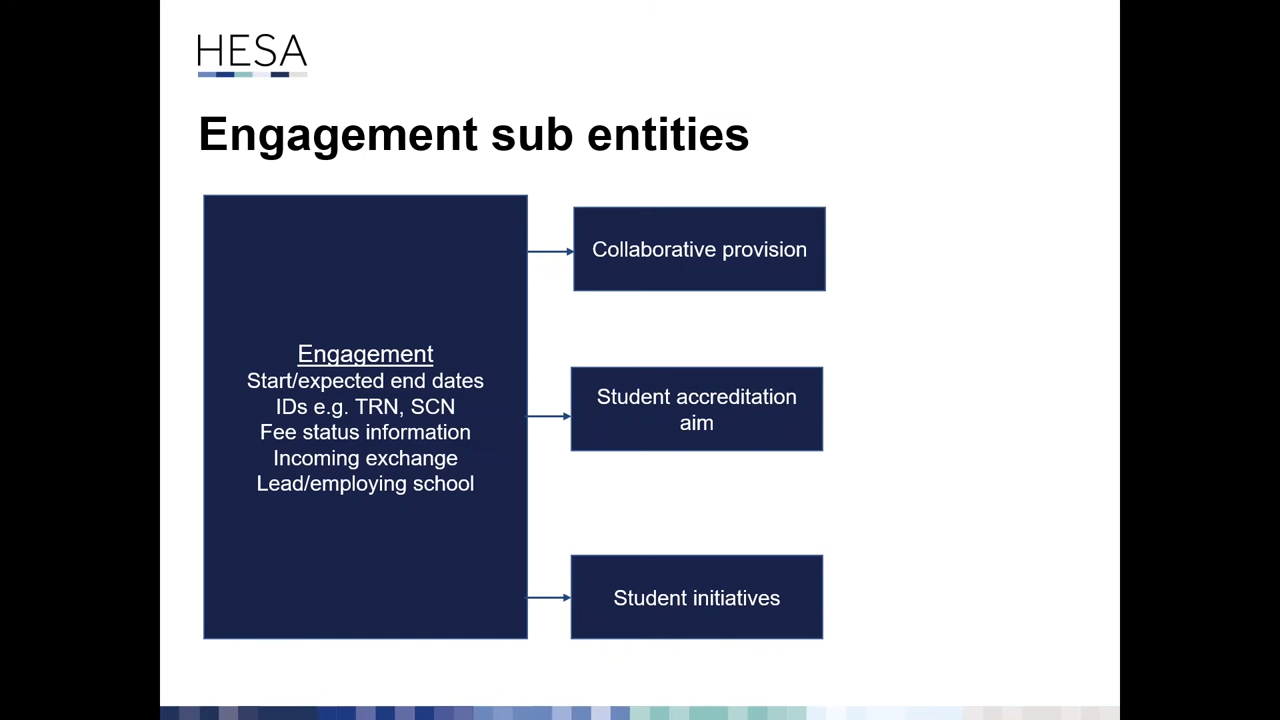 HESA
Engagement sub entities
Engagement
Start/expected end dates
IDs e.g. TRN, SCN
Fee status information
Incoming exchange
Lead/employing school
Collaborative provision
Student accreditation
aim
Student initiatives